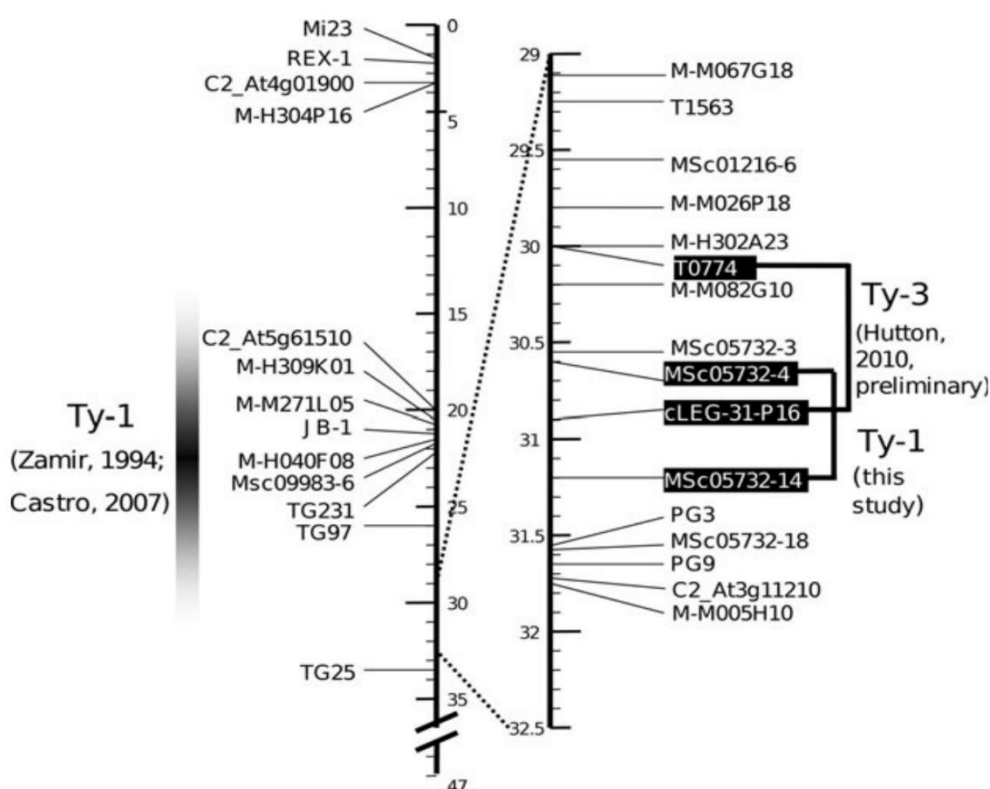 Mi23
REX-1
C2_At4g01900
M-H304P16
C2_At5g61510
M-H309K01
M-M271L05
J B-1
M-H040F08
Msc09983-6
TG231
TG97
TG25
0
5
10
15
20
25
30
35
47
Ty-1
(Zamir, 1994;
Castro, 2007)
29
29.5
30
30.5
31
31.5
32
32.5
M-M067G18
T1563
MSc01216-6
M-M026P18
M-H302A23
T0774
M-M082G10
MSc05732-3
MSc05732-4
cLEG-31-P16
MSc05732-14
PG3
MSc05732-18
PG9
C2_At3g11210
M-M005H10
Ty-3
(Hutton,
2010,
preliminary)
Ty-1
(this
study)